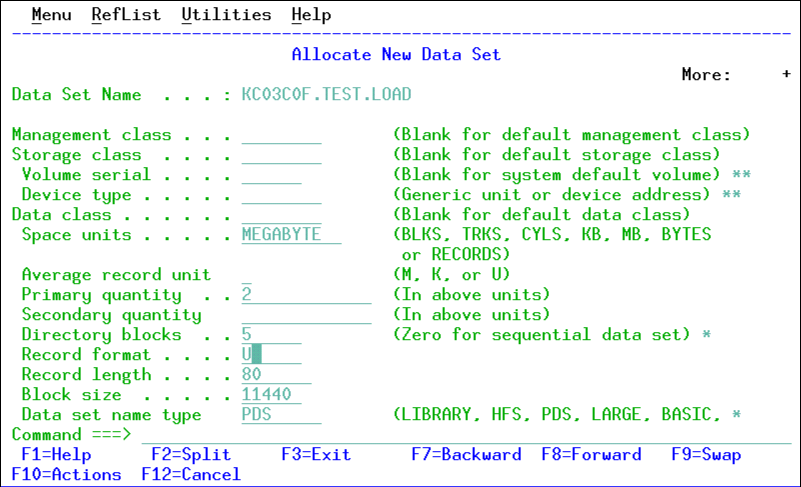 Menu  RefList  Utilities  Help
Allocate New Data Set
More:     +
Data Set Name  . . . : KC03C0F.TEST.LOAD
Management class . . . ________ (Blank for default management class)
Storage class  . . . . ________ (Blank for default storage class)
Volume serial . . . . ______ (Blank for system default volume) **
Device type . . . . . ________ (Generic unit or device address) **
Data class . . . . . . ________ (Blank for default data class)
Space units . . . . . MEGABYTE (BLKS, TRKS, CYLS, KB, MB, BYTES
or RECORDS)
Average record unit _ (M, K, or U)
Primary quantity  . . 2 (In above units)
Secondary quantity (In above units)
Directory blocks  . . 5 (Zero for sequential data set) *
Record format . . . . U
Record length . . . . 80
Block size  . . . . . 11440
Data set name type PDS (LIBRARY, HFS, PDS, LARGE, BASIC, *
Command ===>
F1=Help  F2=Split  F3=Exit  F7=Backward  F8=Forward  F9=Swap
F10=Actions  F12=Cancel